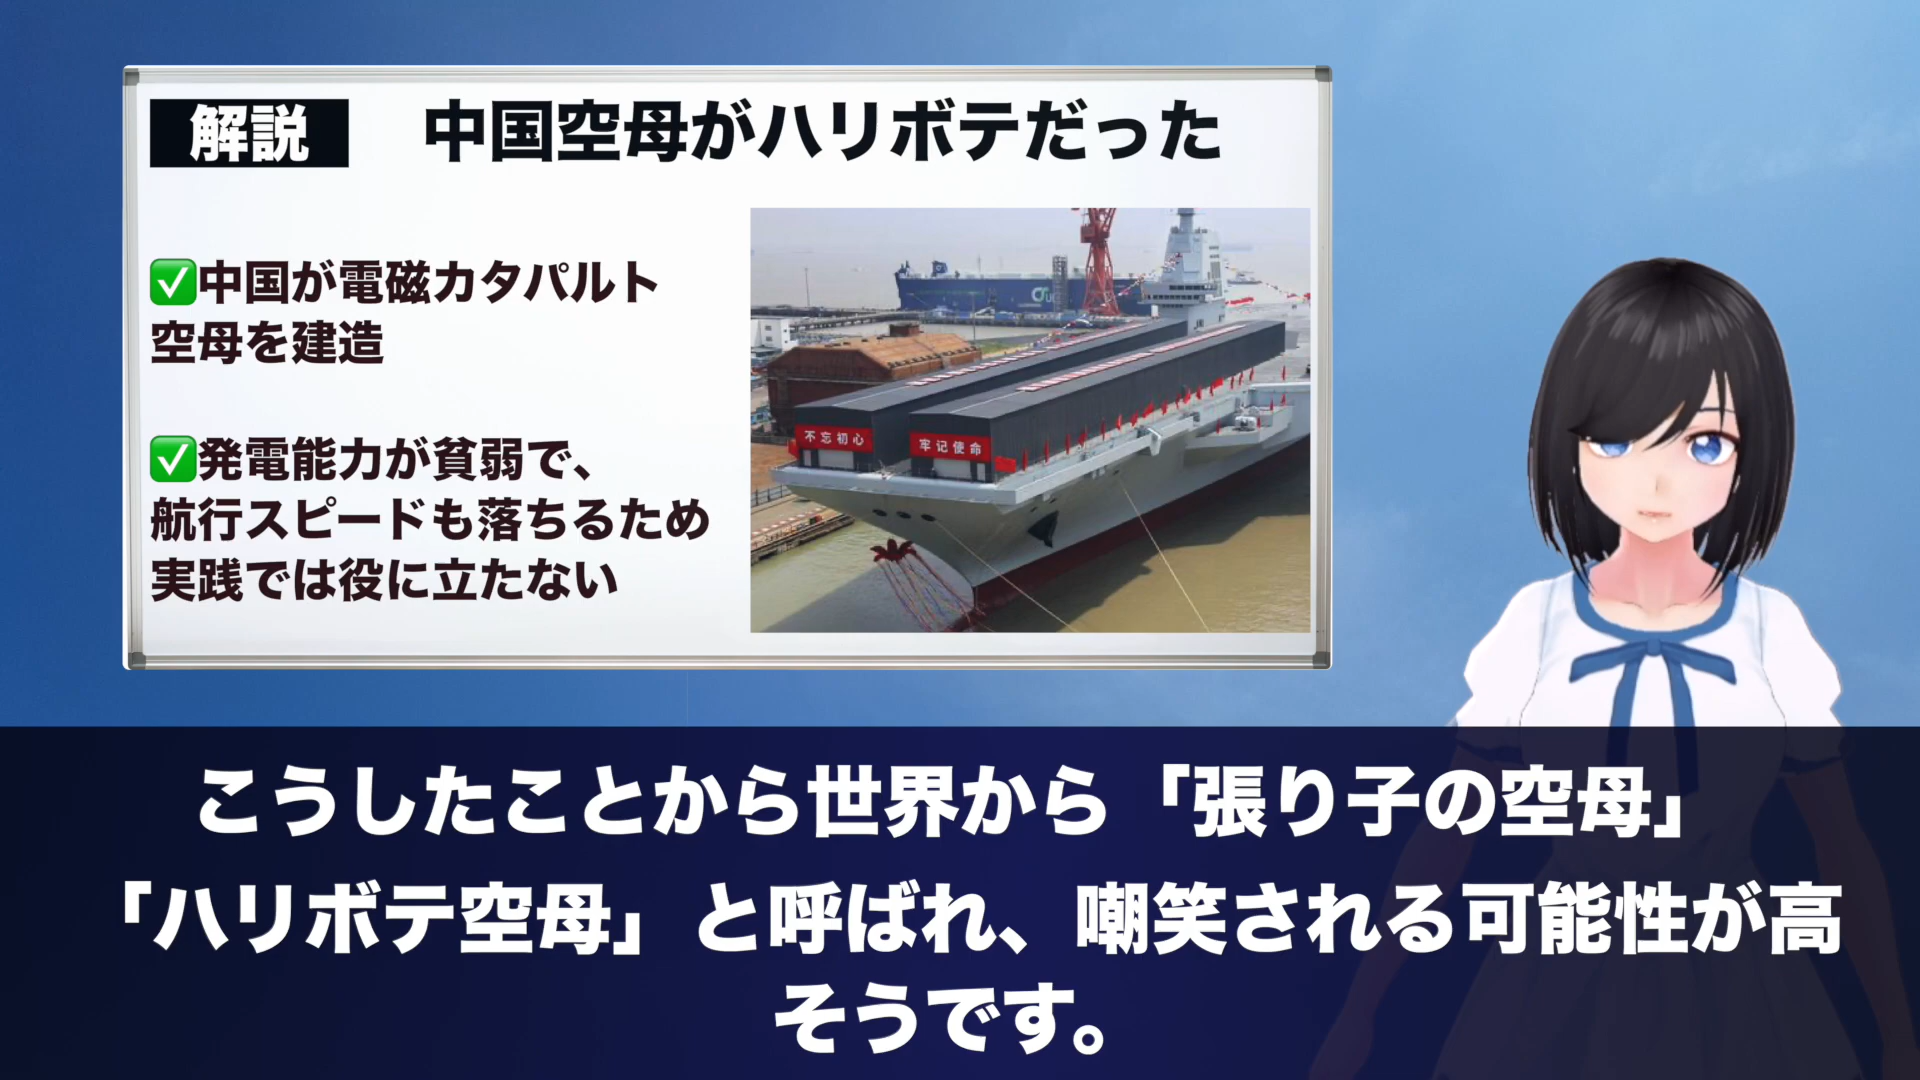 解説
中国空母がハリボテだった
✅中国が電磁カタパルト
空母を建造
✅発電能力が貧弱で、
航行スピードも落ちるため
実践では役に立たない
不忘初心
牢记使命
こうしたことから世界から「張り子の空母」
「ハリボテ空母」と呼ばれ、嘲笑される可能性が高
そうです。